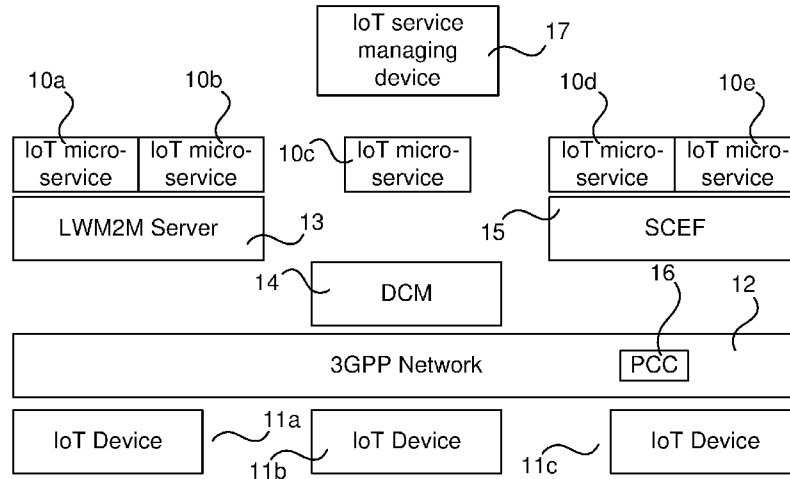 IoT service
managing
device
17
10a
10b
10d
10e
IoT micro-
service
IoT micro-
service
10c
IoT micro-
service
IoT micro-
service
IoT micro-
service
LWM2M Server
13
15
SCEF
14
DCM
16
12
3GPP Network
PCC
IoT Device
11a
11b
IoT Device
11c
IoT Device